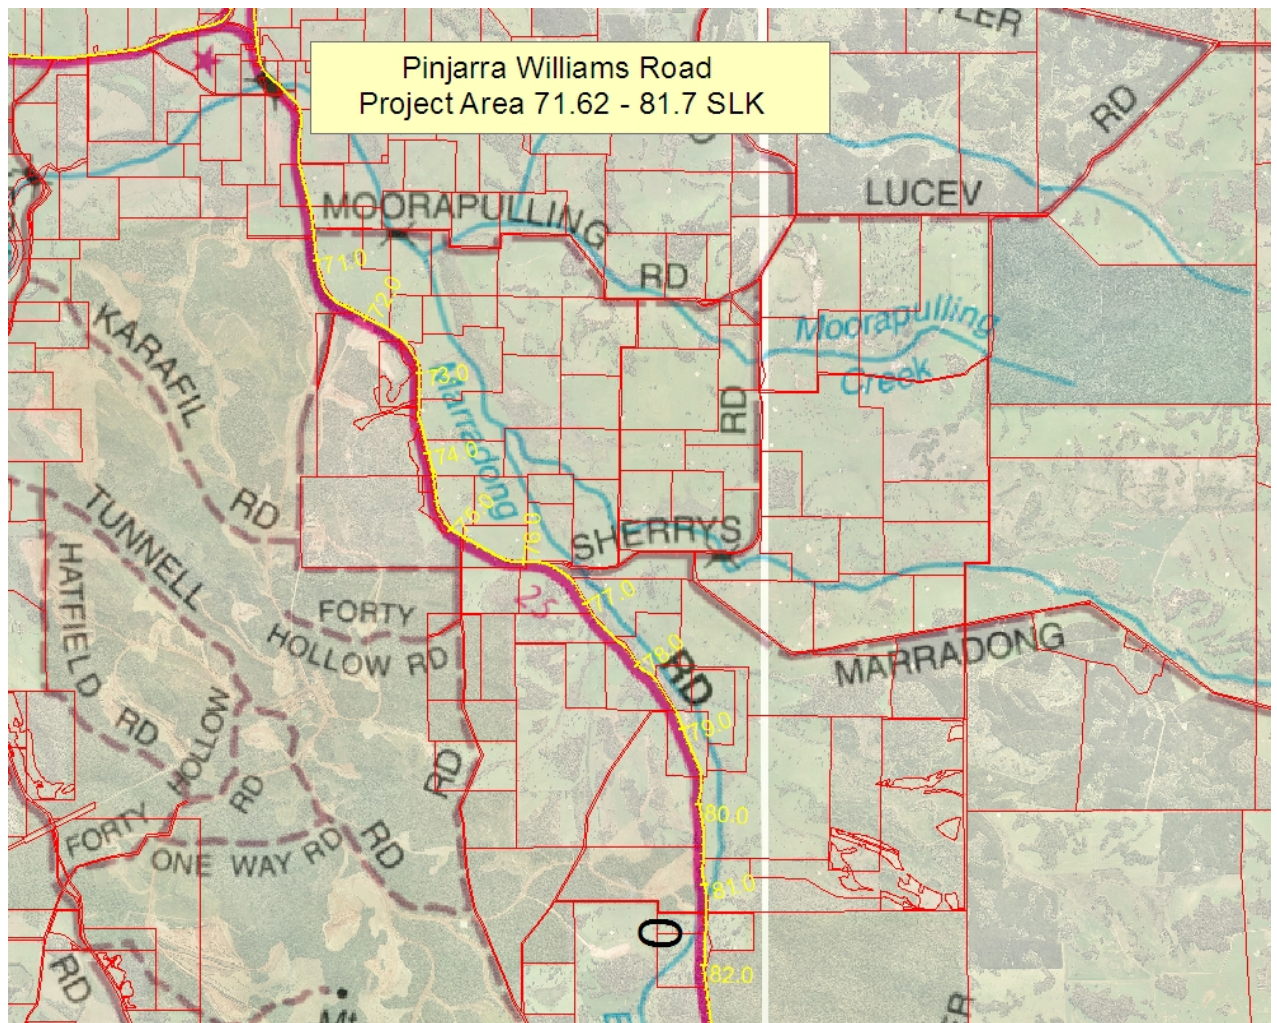 Pinjarra Williams Road
Project Area 71.62 - 81.7 SLK
RD
LUCEV
MOORAPULLING
RD
71.0
72.0
Moorapulling
Creek
KARAFIL
RD
73.0
Marradong
RD
74.0
75.0
76.0
SHERRYS
TUNNELL
HATFIELD
RD
25
77.0
FORTY
HOLLOW RD
78.0
RD
MARRADONG
79.0
HOLLOW
RD
RD
80.0
FORTY
ONE WAY RD
RD
81.0
O
82.0
RD
Mt